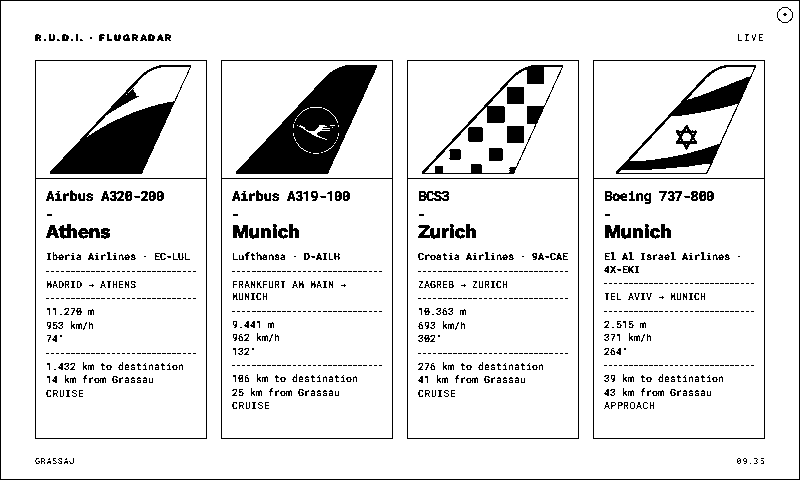 R.U.D.I. · FLUGRADAR
LIVE
Airbus A320-200
-
Athens
Iberia Airlines · EC-LUL
MADRID → ATHENS
11.270 m
953 km/h
74°
1.432 km to destination
14 km from Grassau
CRUISE
Airbus A319-100
-
Munich
Lufthansa · D-AILH
FRANKFURT AM MAIN →
MUNICH
9.441 m
962 km/h
132°
106 km to destination
25 km from Grassau
CRUISE
BCS3
-
Zurich
Croatia Airlines · 9A-CAE
ZAGREB → ZURICH
10.363 m
693 km/h
302°
276 km to destination
41 km from Grassau
CRUISE
Boeing 737-800
-
Munich
El Al Israel Airlines ·
4X-EKI
TEL AVIV → MUNICH
2.515 m
371 km/h
264°
39 km to destination
43 km from Grassau
APPROACH
GRASSAU
09.35